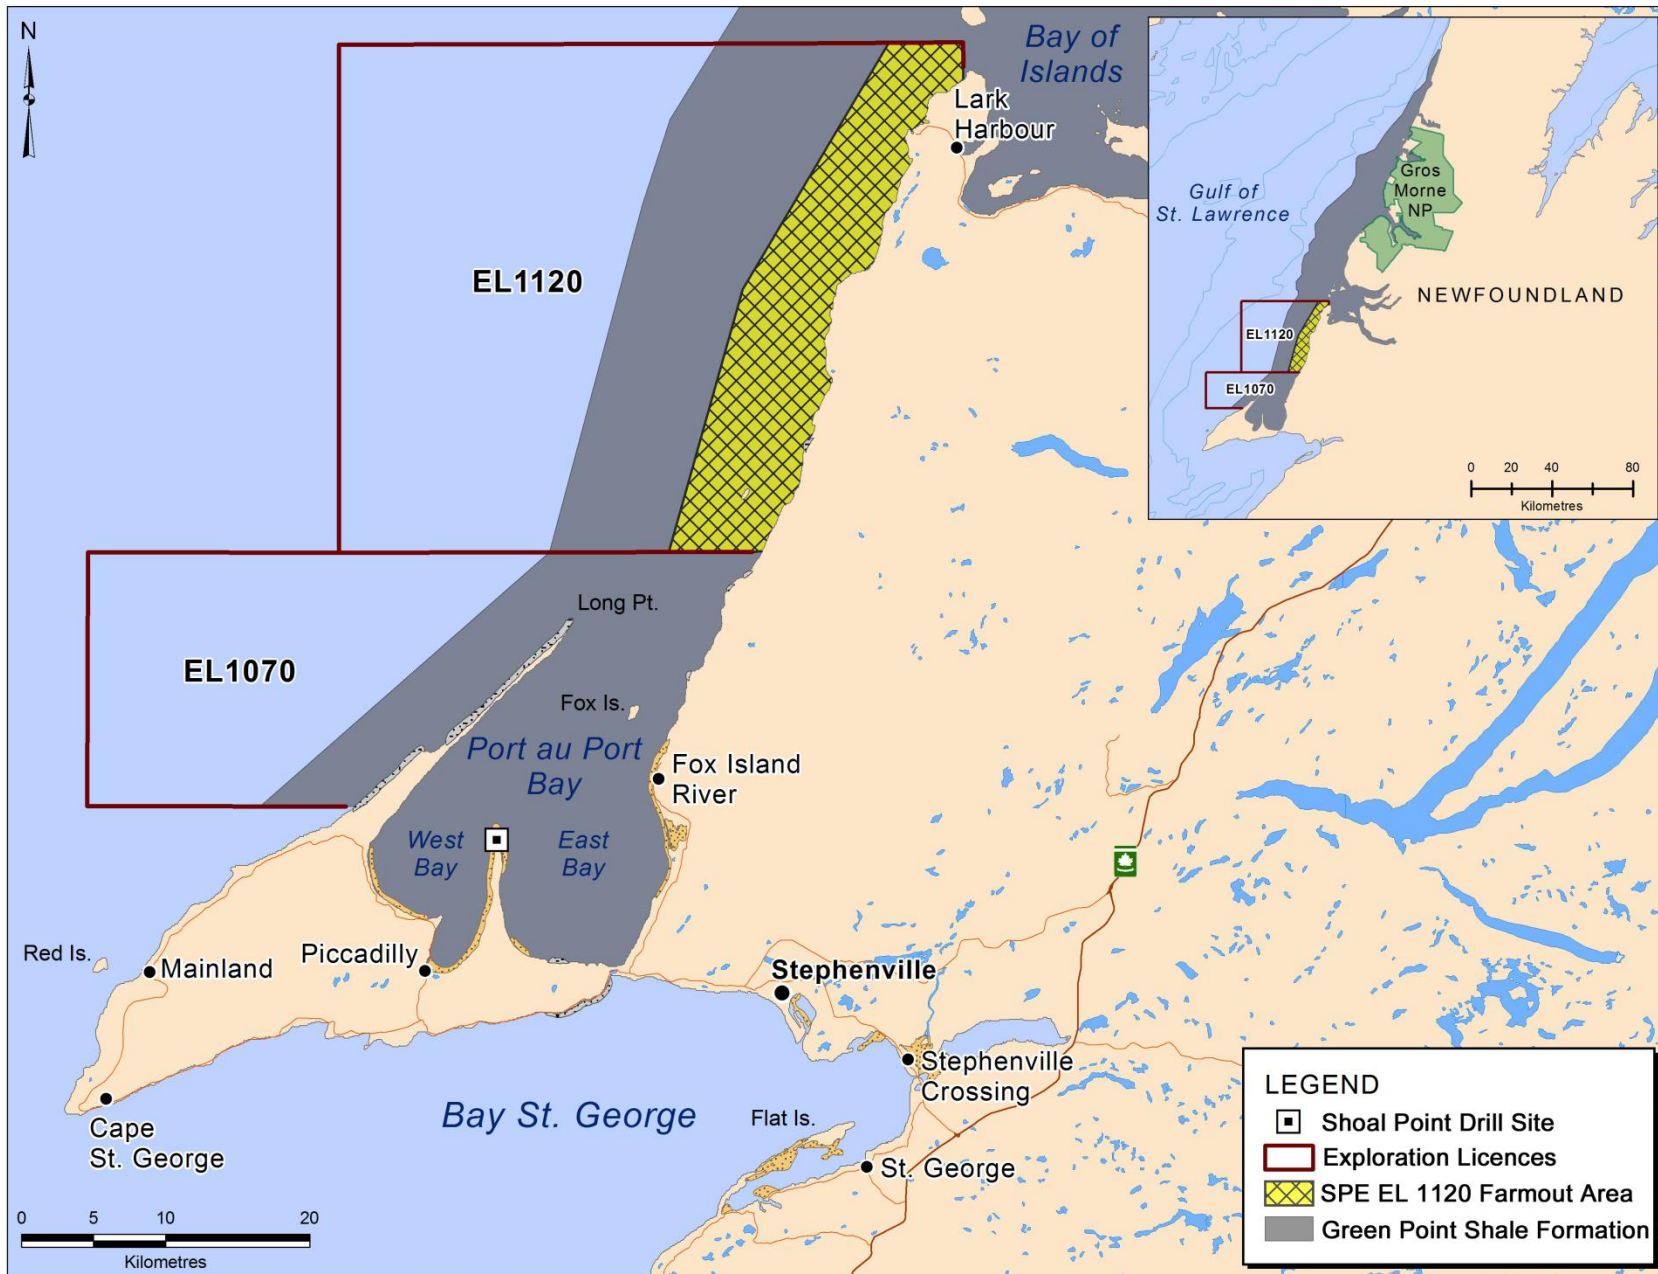 N
Bay of
Islands
Lark
Harbour
EL1120
Gulf of
St. Lawrence
Gros
Morne
NP
NEWFOUNDLAND
EL1120
EL1070
0 20 40 80
Kilometres
Long Pt.
EL1070
Fox Is.
Port au Port
Bay
Fox Island
River
West
Bay
East
Bay
Red Is.
Mainland
Piccadilly
Stephenville
Stephenville
Crossing
Cape
St. George
Bay St. George
Flat Is.
St. George
0 5 10 20
Kilometres
LEGEND
Shoal Point Drill Site
Exploration Licences
SPE EL 1120 Farmout Area
Green Point Shale Formation